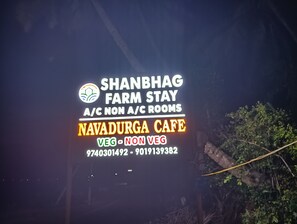 SHANBHAG
FARM STAY
A/C NON A/C ROOMS
NAVADURGA CAFE
VEG - NON VEG
9740301492 - 9019139382